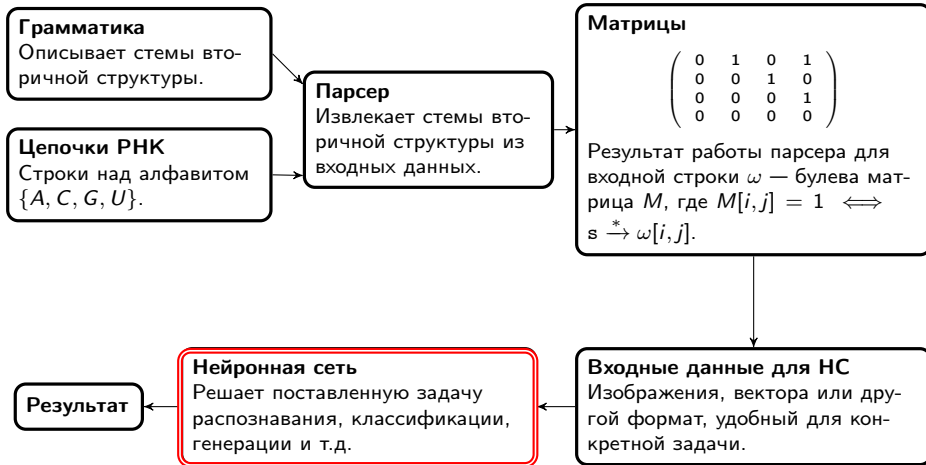 Грамматика
Описывает стемы вто-
ричной структуры.
Цепочки РНК
Строки над алфавитом
{A, C, G, U}.
Парсер
Извлекает стемы вто-
ричной структуры из
входных данных.
Матрицы
0 1 0 1
0 0 1 0
0 0 0 1
0 0 0 0
Результат работы парсера для
входной строки ω — булева мат-
рица M, где M[i, j] = 1 ⟺
s →* ω[i, j].
Входные данные для НС
Изображения, вектора или дру
гой формат, удобный для кон-
кретной задачи.
Нейронная сеть
Решает поставленную задачу
распознавания, классификации,
генерации и т.д.
Результат